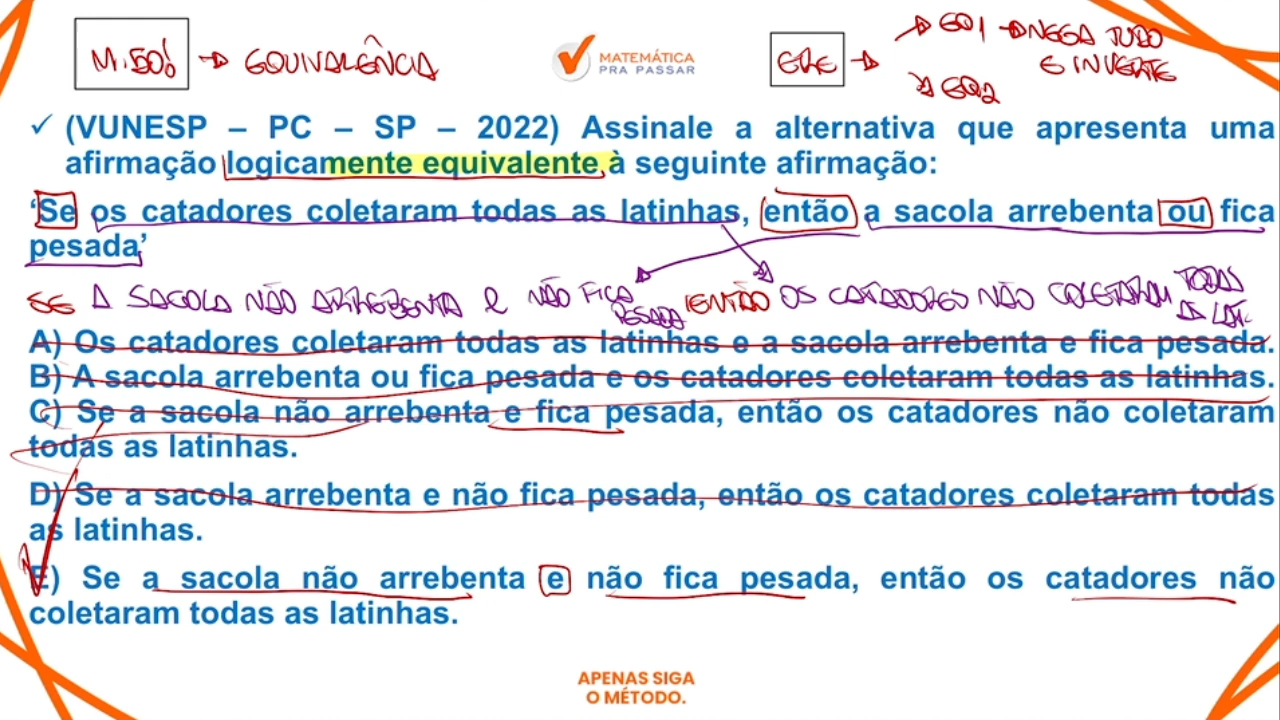 M.50! → EQUIVALÊNCIA
MATEMÁTICA
PRA PASSAR
→ EQ1 → NEGA TUDO
E INVERTE
→ EQ2
✓ (VUNESP – PC – SP – 2022) Assinale a alternativa que apresenta uma
afirmação logicamente equivalente à seguinte afirmação:
‘Se os catadores coletaram todas as latinhas, então a sacola arrebenta ou fica
pesada’
SE A SACOLA NÃO ARREBENTA E NÃO FICA PESADA ENTÃO OS CATADORES NÃO COLETARAM TODAS
AS LAT.
A) Os catadores coletaram todas as latinhas e a sacola arrebenta e fica pesada.
B) A sacola arrebenta ou fica pesada e os catadores coletaram todas as latinhas.
C) Se a sacola não arrebenta e fica pesada, então os catadores não coletaram
todas as latinhas.
D) Se a sacola arrebenta e não fica pesada, então os catadores coletaram todas
as latinhas.
E) Se a sacola não arrebenta e não fica pesada, então os catadores não
coletaram todas as latinhas.
APENAS SIGA
O MÉTODO.